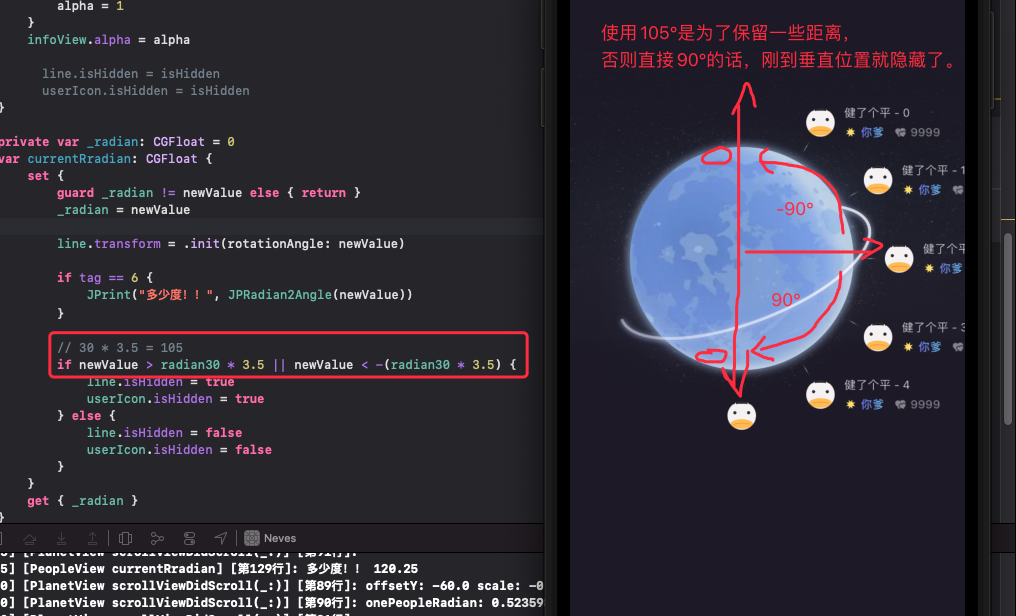 alpha = 1
}
infoView.alpha = alpha
line.isHidden = isHidden
userIcon.isHidden = isHidden
}
private var _radian: CGFloat = 0
var currentRradian: CGFloat {
set {
guard _radian != newValue else { return }
_radian = newValue
line.transform = .init(rotationAngle: newValue)
if tag == 6 {
JPrint("多少度！！", JPRadian2Angle(newValue))
}
// 30 * 3.5 = 105
if newValue > radian30 * 3.5 || newValue < -(radian30 * 3.5) {
line.isHidden = true
userIcon.isHidden = true
} else {
line.isHidden = false
userIcon.isHidden = false
}
}
get { _radian }
}
Neves
[PlanetView scrollViewDidScroll(_:)] [第91行]:
5] [PeopleView currentRradian] [第129行]: 多少度！！ 120.25
0] [PlanetView scrollViewDidScroll(_:)] [第89行]: offsetY: -60.0 scale: -0
0] [PlanetView scrollViewDidScroll(_:)] [第90行]: onePeopleRadian: 0.52359
使用105°是为了保留一些距离，
否则直接90°的话，刚到垂直位置就隐藏了。
健了个平 - 0
你爹 9999
健了个平 - 1
你爹
-90°
健了个平
你爹
90°
健了个平 - 3
你爹
健了个平 - 4
你爹 9999